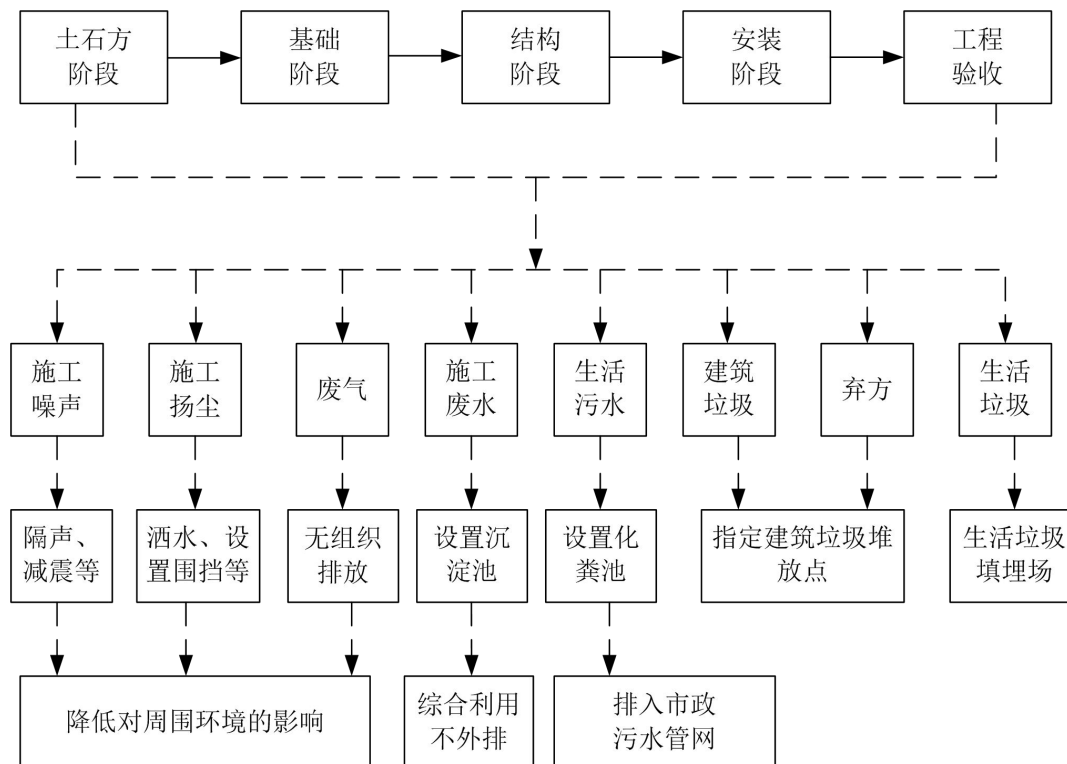 土石方
阶段
基础
阶段
结构
阶段
安装
阶段
工程
验收
施工
噪声
施工
扬尘
废气
施工
废水
生活
污水
建筑
垃圾
弃方
生活
垃圾
隔声、
减震等
洒水、设
置围挡等
无组织
排放
设置沉
淀池
设置化
粪池
指定建筑垃圾堆
放点
生活垃圾
填埋场
降低对周围环境的影响
综合利用
不外排
排入市政
污水管网